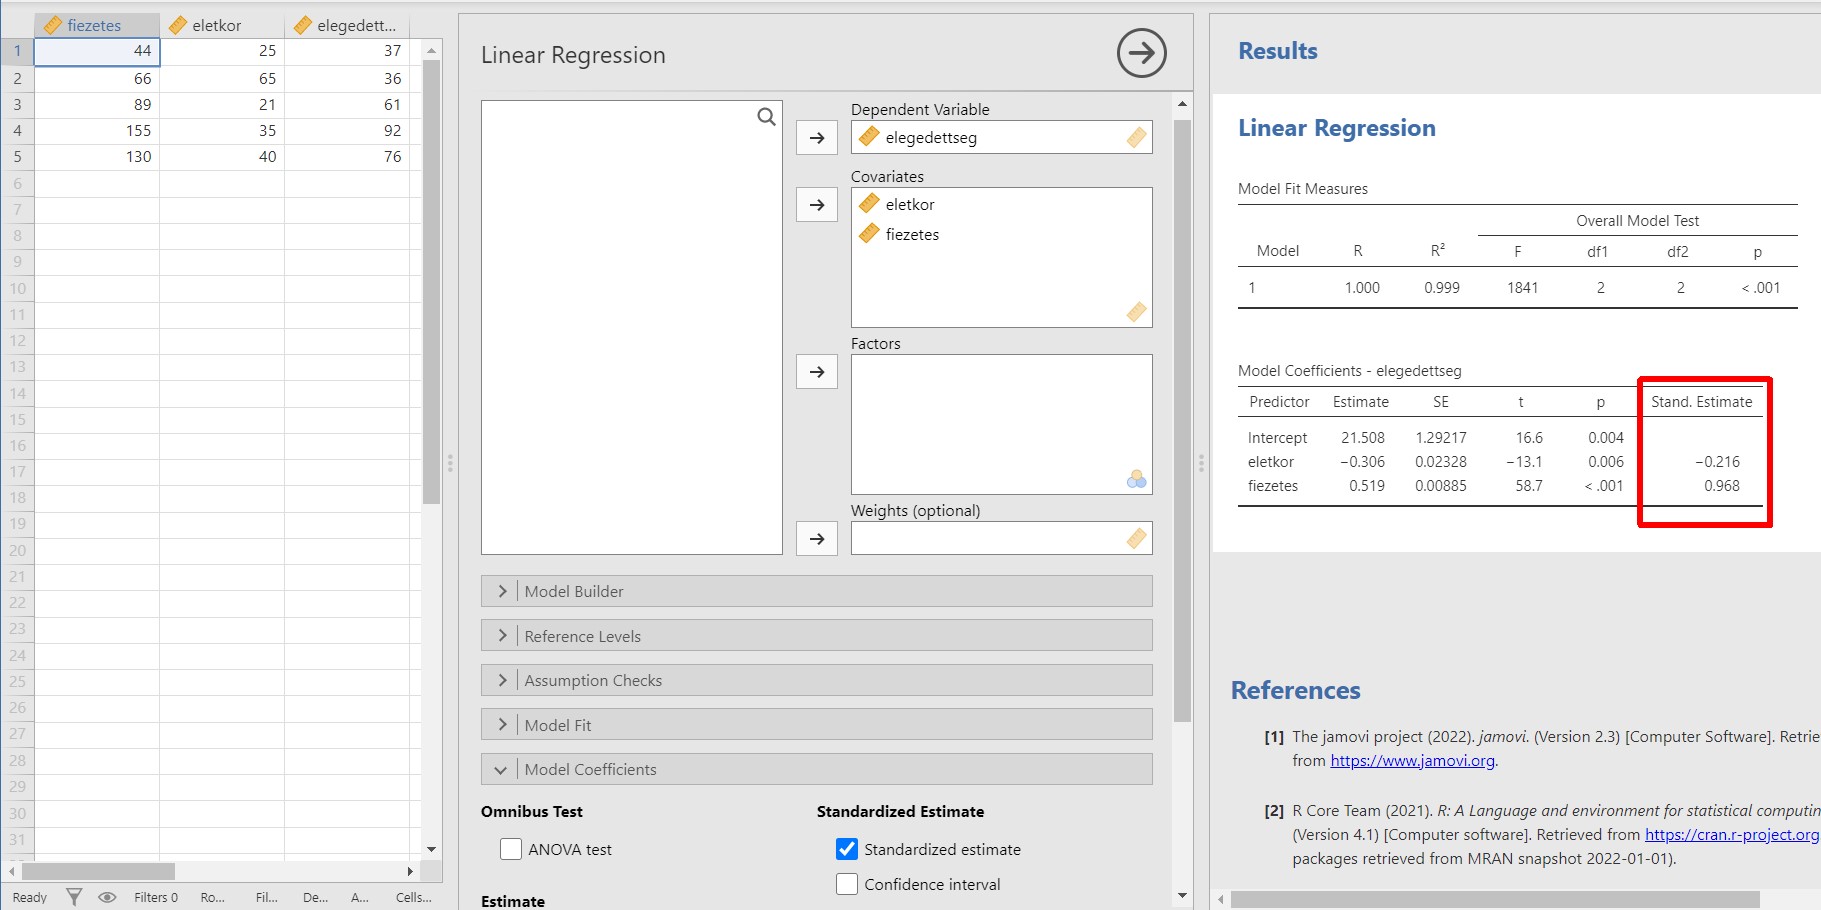 fiezetes eletkor elegedett...
1 44 25 37
2 66 65 36
3 89 21 61
4 155 35 92
5 130 40 76
6
7
8
9
10
11
12
13
14
15
16
17
18
19
20
21
22
23
24
25
26
27
28
29
30
31
Ready Filters 0 Ro... Fil... De... A... Cells...
Linear Regression
Dependent Variable
elegedettseg
Covariates
eletkor
fiezetes
Factors
Weights (optional)
Model Builder
Reference Levels
Assumption Checks
Model Fit
Model Coefficients
Omnibus Test
ANOVA test
Standardized Estimate
Standardized estimate
Confidence interval
Estimate
Results
Linear Regression
Model Fit Measures
Overall Model Test
Model R R² F df1 df2 p
1 1.000 0.999 1841 2 2 < .001
Model Coefficients - elegedettseg
Predictor Estimate SE t p Stand. Estimate
Intercept 21.508 1.29217 16.6 0.004
eletkor −0.306 0.02328 −13.1 0.006 −0.216
fiezetes 0.519 0.00885 58.7 < .001 0.968
References
[1] The jamovi project (2022). jamovi. (Version 2.3) [Computer Software]. Retrie
from https://www.jamovi.org.
[2] R Core Team (2021). R: A Language and environment for statistical computin
(Version 4.1) [Computer software]. Retrieved from https://cran.r-project.org
packages retrieved from MRAN snapshot 2022-01-01).